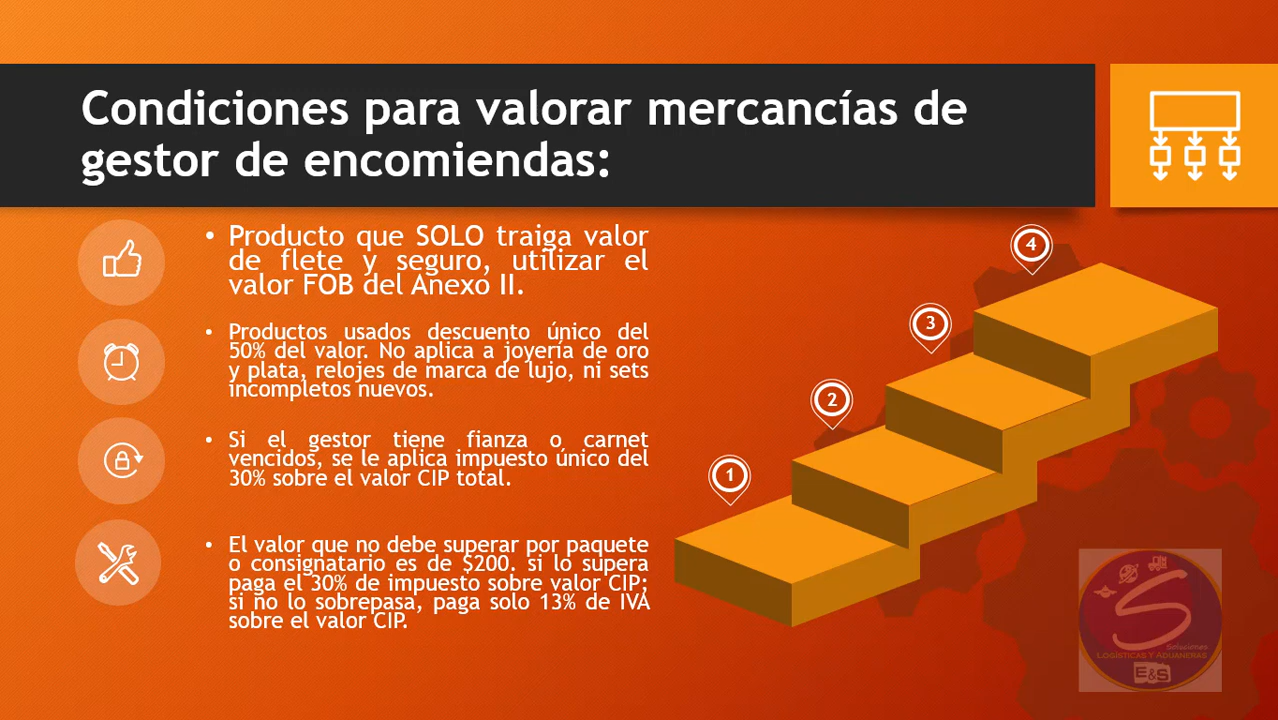 Condiciones para valorar mercancías de
gestor de encomiendas:
• Producto que SOLO traiga valor
de flete y seguro, utilizar el
valor FOB del Anexo II.
• Productos usados descuento único del
50% del valor. No aplica a joyería de oro
y plata, relojes de marca de lujo, ni sets
incompletos nuevos.
• Si el gestor tiene fianza o carnet
vencidos, se le aplica impuesto único del
30% sobre el valor CIP total.
• El valor que no debe superar por paquete
o consignatario es de $200. si lo supera
paga el 30% de impuesto sobre valor CIP;
si no lo sobrepasa, paga solo 13% de IVA
sobre el valor CIP.
1
2
3
4
S
Soluciones
Logísticas y Aduaneras
E&S